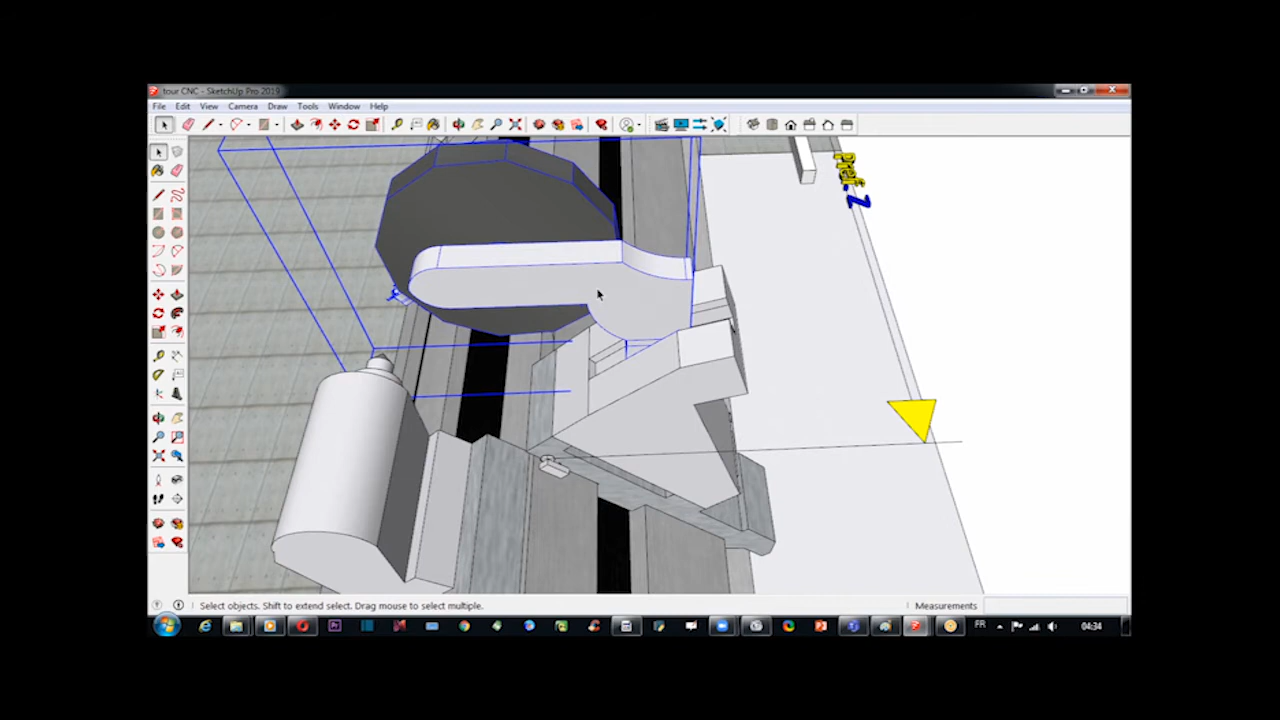 tour CNC - SketchUp Pro 2019
File Edit View Camera Draw Tools Window Help
Pref-Z
Select objects. Shift to extend select. Drag mouse to select multiple.
Measurements
FR
04:34